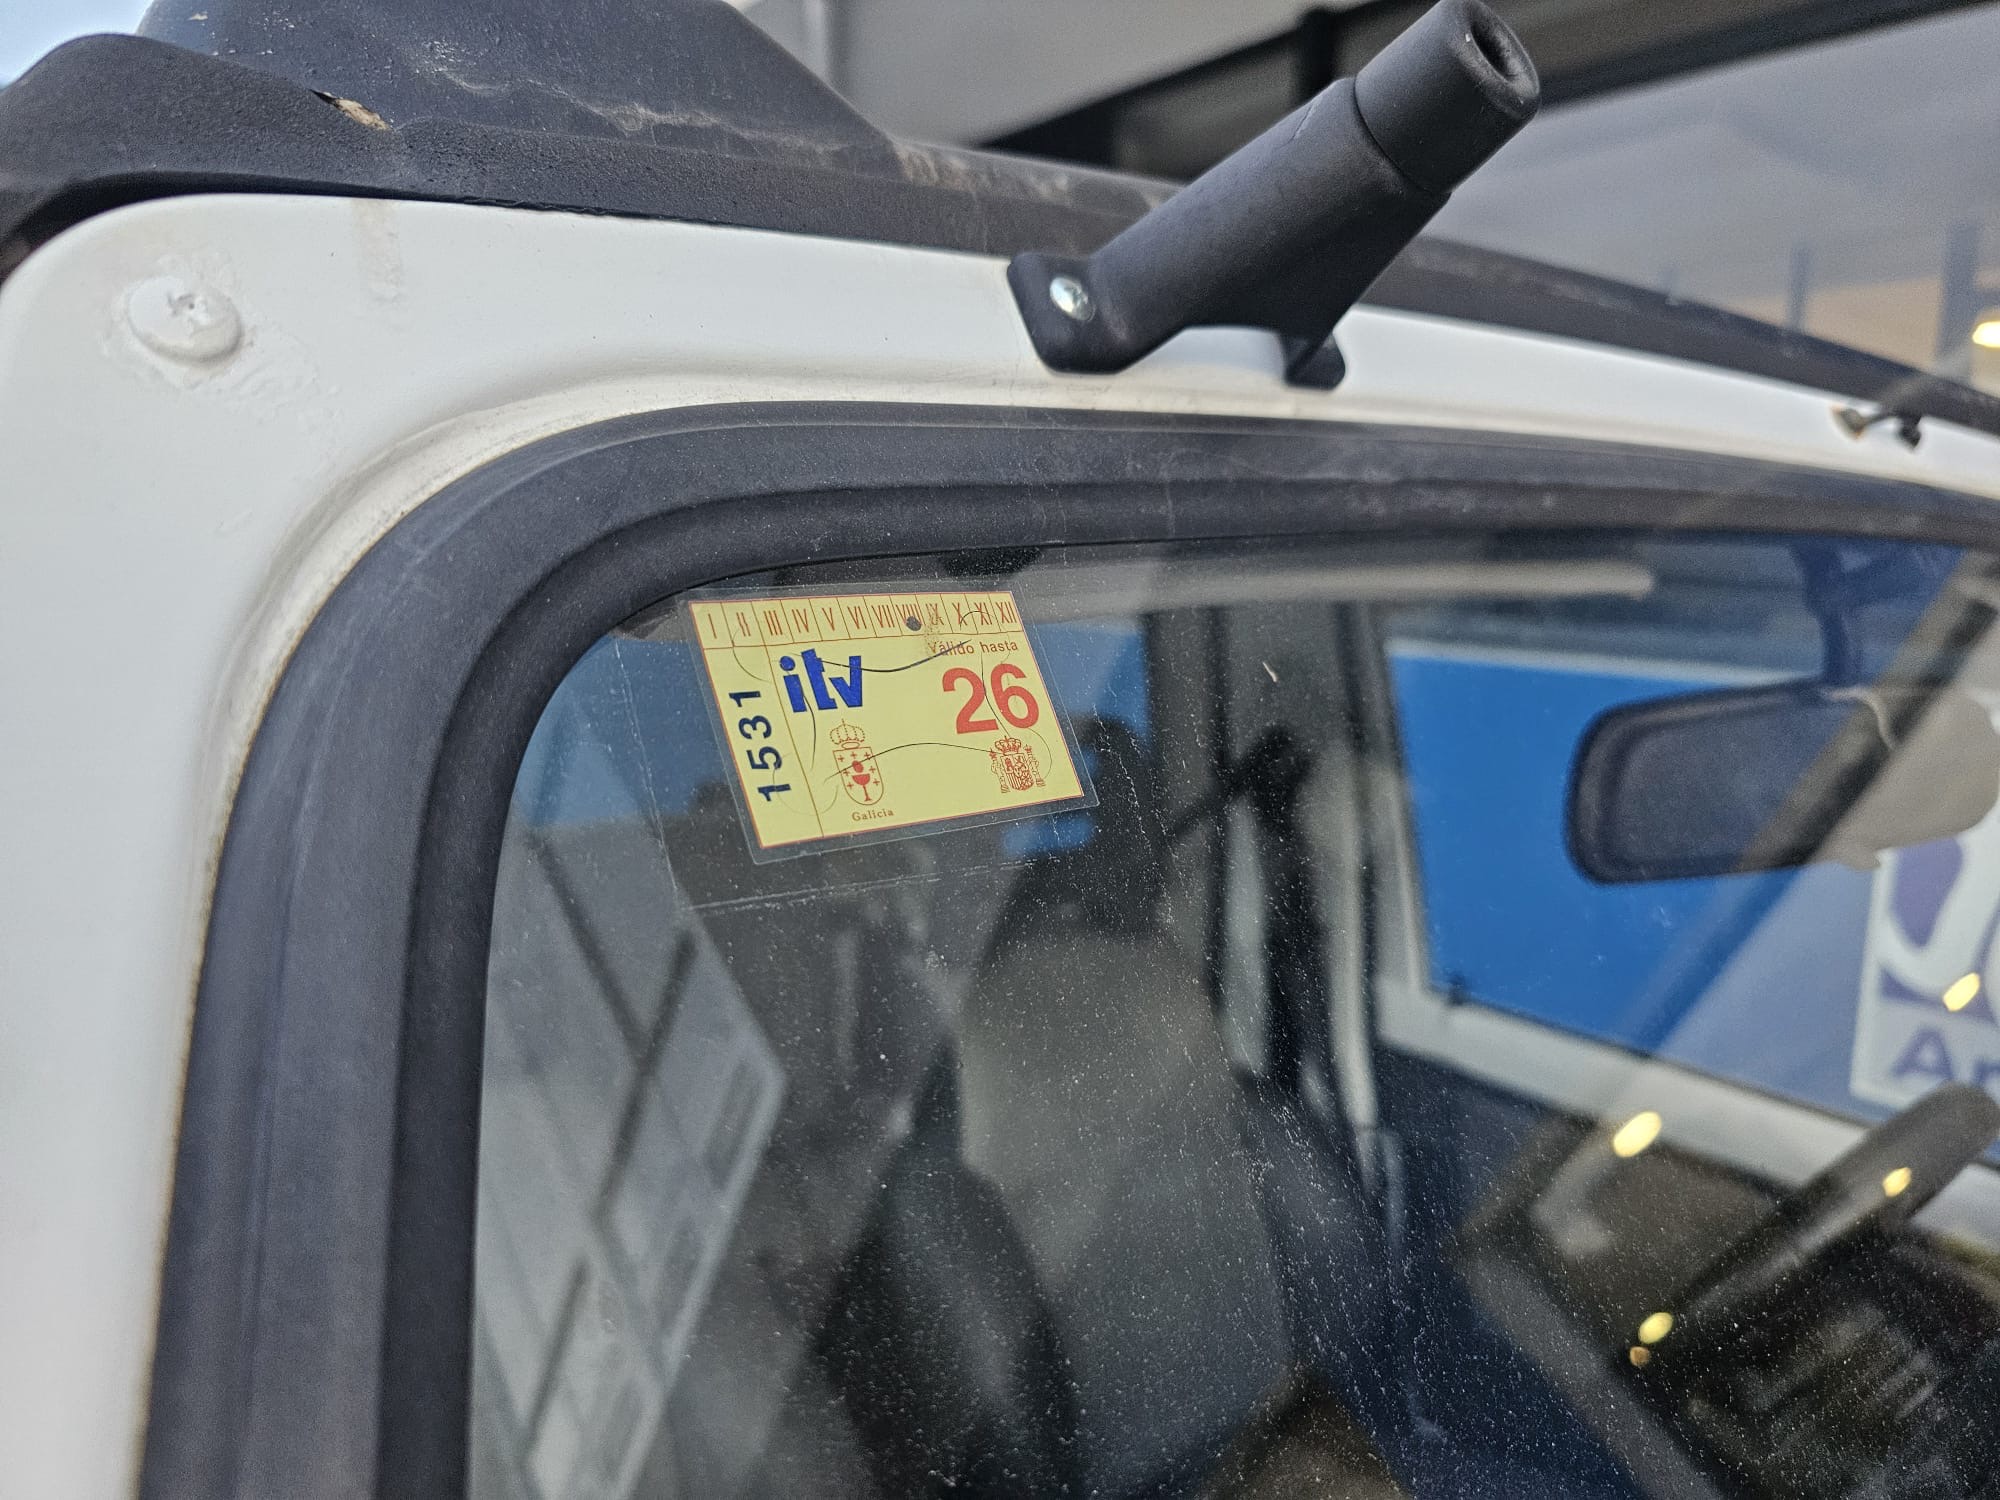 I II III IV V VI VII VIII IX X XI XII
Válido hasta
itv
26
1531
Galicia